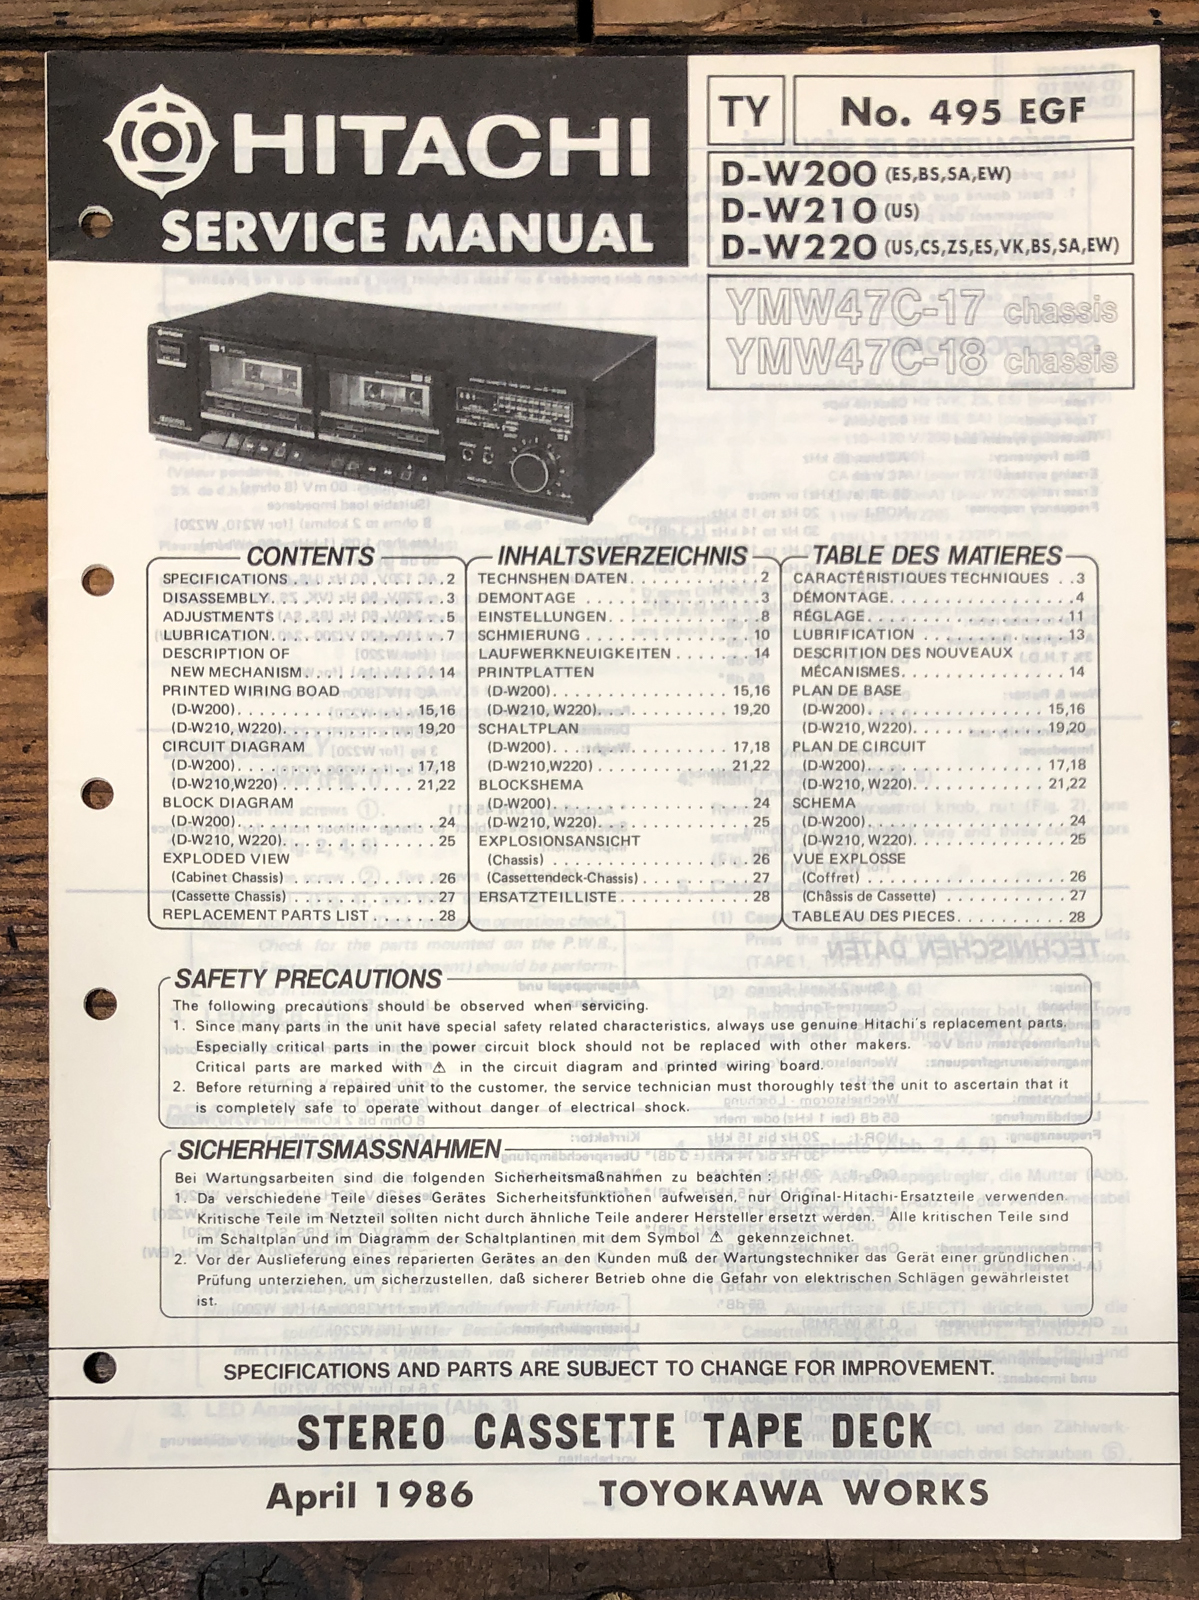 HITACHI
SERVICE MANUAL
TY
No. 495 EGF
D-W200 (ES,BS,SA,EW)
D-W210 (US)
D-W220 (US,CS,ZS,ES,VK,BS,SA,EW)
YMW47C-17 chassis
YMW47C-18 chassis
HITACHI
CONTENTS
SPECIFICATIONS . . . . . . . . . . . . . . . 2
DISASSEMBLY. . . . . . . . . . . . . . . . . 3
ADJUSTMENTS . . . . . . . . . . . . . . . . 5
LUBRICATION. . . . . . . . . . . . . . . . . 7
DESCRIPTION OF
NEW MECHANISM. . . . . . . . . . . . . 14
PRINTED WIRING BOAD
(D-W200). . . . . . . . . . . . . . . . . 15,16
(D-W210, W220). . . . . . . . . . . . 19,20
CIRCUIT DIAGRAM
(D-W200). . . . . . . . . . . . . . . . . 17,18
(D-W210,W220) . . . . . . . . . . . . 21,22
BLOCK DIAGRAM
(D-W200). . . . . . . . . . . . . . . . . . . 24
(D-W210, W220). . . . . . . . . . . . . . 25
EXPLODED VIEW
(Cabinet Chassis) . . . . . . . . . . . . . 26
(Cassette Chassis) . . . . . . . . . . . . 27
REPLACEMENT PARTS LIST . . . . . . . 28
INHALTSVERZEICHNIS
TECHNSHEN DATEN . . . . . . . . . . . . 2
DEMONTAGE . . . . . . . . . . . . . . . . . 3
EINSTELLUNGEN . . . . . . . . . . . . . . 8
SCHMIERUNG . . . . . . . . . . . . . . . . 10
LAUFWERKNEUIGKEITEN . . . . . . . . 14
PRINTPLATTEN
(D-W200). . . . . . . . . . . . . . . . . 15,16
(D-W210, W220). . . . . . . . . . . . 19,20
SCHALTPLAN
(D-W200). . . . . . . . . . . . . . . . . 17,18
(D-W210,W220) . . . . . . . . . . . . 21,22
BLOCKSHEMA
(D-W200). . . . . . . . . . . . . . . . . . . 24
(D-W210, W220). . . . . . . . . . . . . . 25
EXPLOSIONSANSICHT
(Chassis) . . . . . . . . . . . . . . . . . . . 26
(Cassettendeck-Chassis) . . . . . . . . 27
ERSATZTEILLISTE . . . . . . . . . . . . . 28
TABLE DES MATIERES
CARACTÉRISTIQUES TECHNIQUES . . 3
DÉMONTAGE. . . . . . . . . . . . . . . . . 4
RÉGLAGE. . . . . . . . . . . . . . . . . . . 11
LUBRIFICATION . . . . . . . . . . . . . . 13
DESCRITION DES NOUVEAUX
MÉCANISMES. . . . . . . . . . . . . . . 14
PLAN DE BASE
(D-W200). . . . . . . . . . . . . . . . . 15,16
(D-W210, W220). . . . . . . . . . . . 19,20
PLAN DE CIRCUIT
(D-W200). . . . . . . . . . . . . . . . . 17,18
(D-W210, W220). . . . . . . . . . . . 21,22
SCHEMA
(D-W200). . . . . . . . . . . . . . . . . . . 24
(D-W210, W220). . . . . . . . . . . . . . 25
VUE EXPLOSSE
(Coffret) . . . . . . . . . . . . . . . . . . . 26
(Châssis de Cassette) . . . . . . . . . . 27
TABLEAU DES PIECES. . . . . . . . . . 28
SAFETY PRECAUTIONS
The following precautions should be observed when servicing.
1. Since many parts in the unit have special safety related characteristics, always use genuine Hitachi's replacement parts,
Especially critical parts in the power circuit block should not be replaced with other makers.
Critical parts are marked with ⚠ in the circuit diagram and printed wiring board.
2. Before returning a repaired unit to the customer, the service technician must thoroughly test the unit to ascertain that it
is completely safe to operate without danger of electrical shock.
SICHERHEITSMASSNAHMEN
Bei Wartungsarbeiten sind die folgenden Sicherheitsmaßnahmen zu beachten :
1. Da verschiedene Teile dieses Gerätes Sicherheitsfunktionen aufweisen, nur Original-Hitachi-Ersatzteile verwenden.
Kritische Teile im Netzteil sollten nicht durch ähnliche Teile anderer Hersteller ersetzt werden. Alle kritischen Teile sind
im Schaltplan und im Diagramm der Schaltplantinen mit dem Symbol ⚠ gekennzeichnet.
2. Vor der Auslieferung eines reparierten Gerätes an den Kunden muß der Wartungstechniker das Gerät einer gründlichen
Prüfung unterziehen, um sicherzustellen, daß sicherer Betrieb ohne die Gefahr von elektrischen Schlägen gewährleistet
ist.
SPECIFICATIONS AND PARTS ARE SUBJECT TO CHANGE FOR IMPROVEMENT.
STEREO CASSETTE TAPE DECK
April 1986 TOYOKAWA WORKS